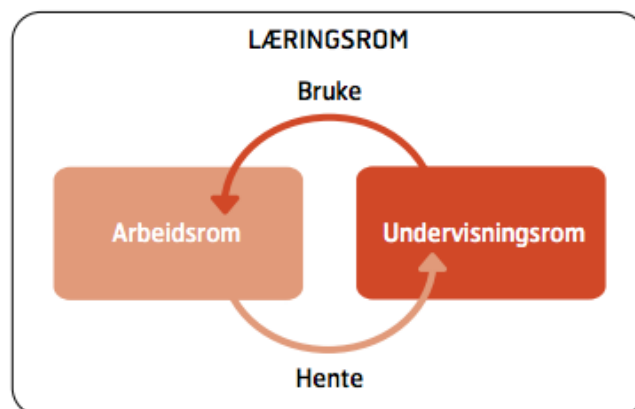 LÆRINGSROM
Bruke
Arbeidsrom
Undervisningsrom
Hente